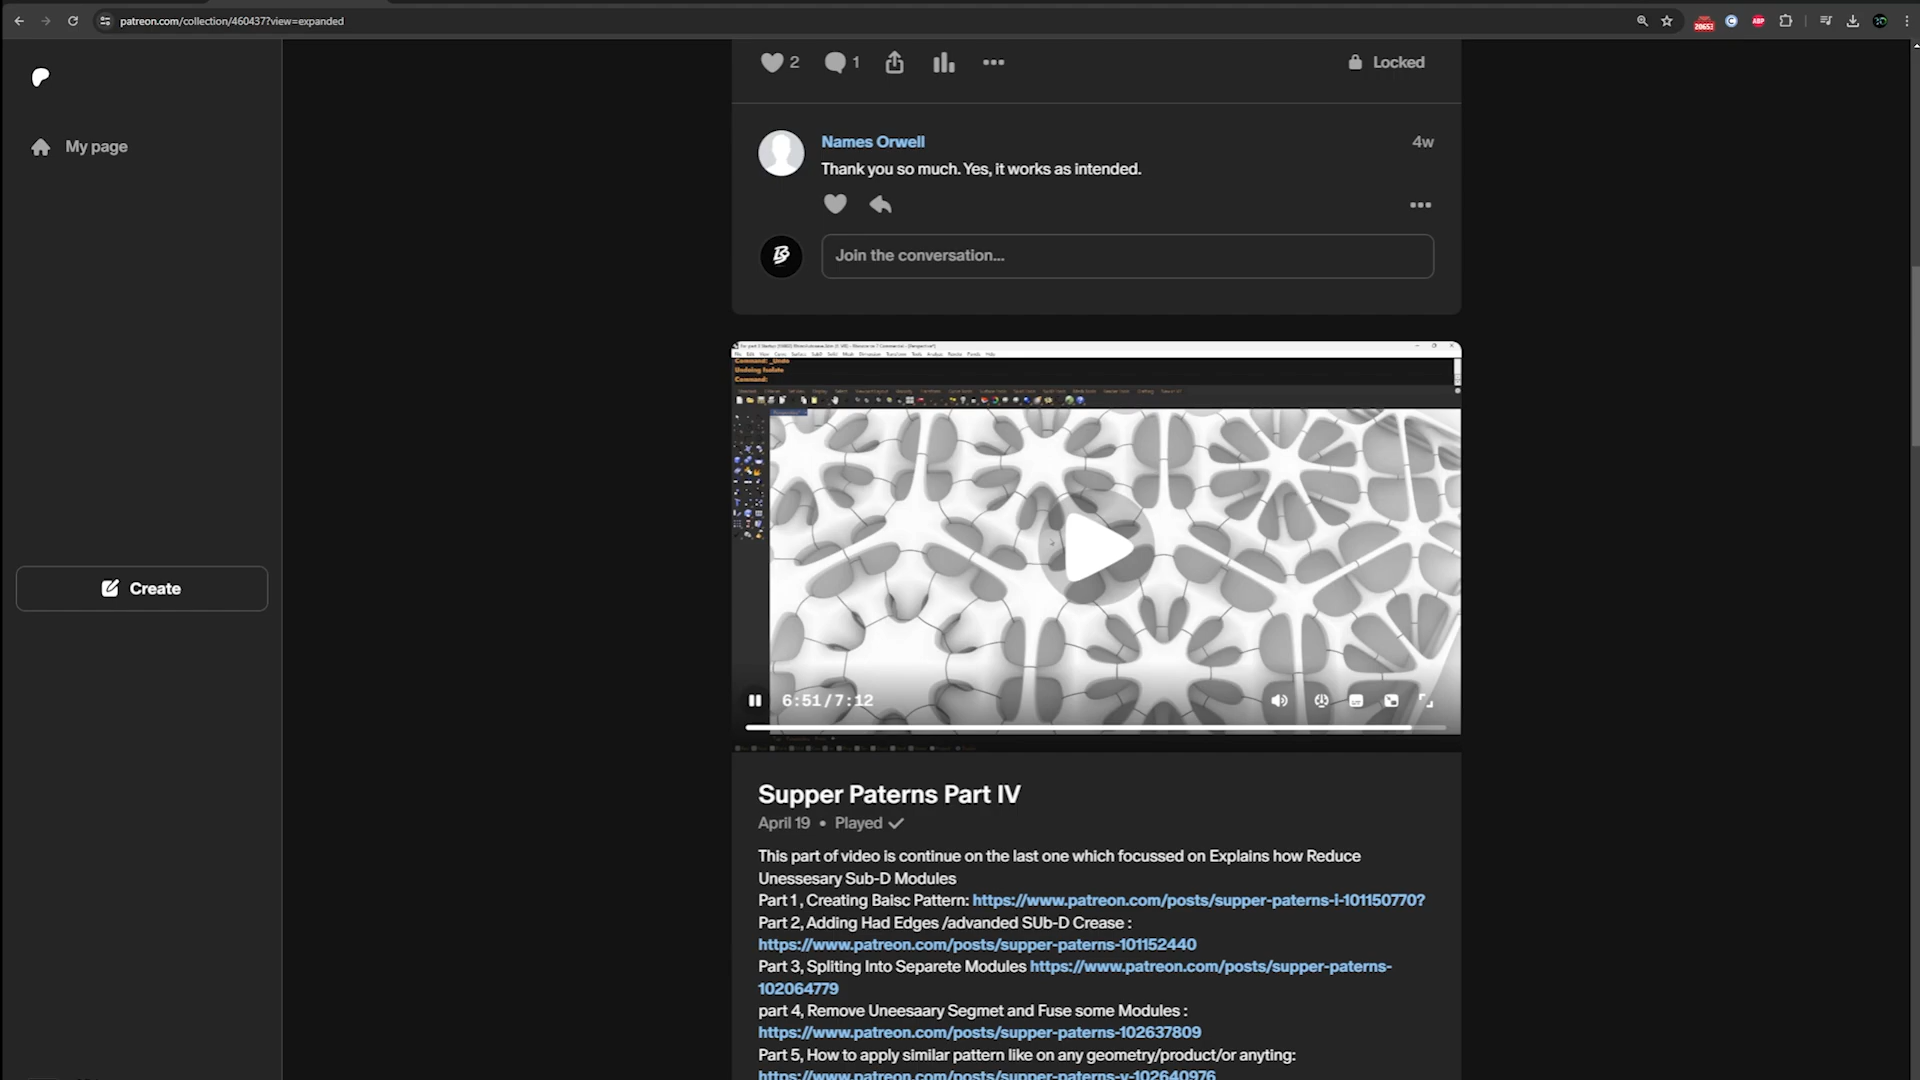 patreon.com/collection/460437?view=expanded
20651
ABP
My page
Create
2
1
Locked
Names Orwell
4w
Thank you so much. Yes, it works as intended.
Join the conversation...
Command: _Undo
Undoing Isolate
Command:
6:51/7:12
Supper Paterns Part IV
April 19 • Played
This part of video is continue on the last one which focussed on Explains how Reduce
Unessesary Sub-D Modules
Part 1 , Creating Baisc Pattern: https://www.patreon.com/posts/supper-paterns-i-101150770?
Part 2, Adding Had Edges /advanded SUb-D Crease :
https://www.patreon.com/posts/supper-paterns-101152440
Part 3, Spliting Into Separete Modules https://www.patreon.com/posts/supper-paterns-
102064779
part 4, Remove Uneesaary Segmet and Fuse some Modules :
https://www.patreon.com/posts/supper-paterns-102637809
Part 5, How to apply similar pattern like on any geometry/product/or anyting:
https://www.patreon.com/posts/supper-paterns-v-102640976